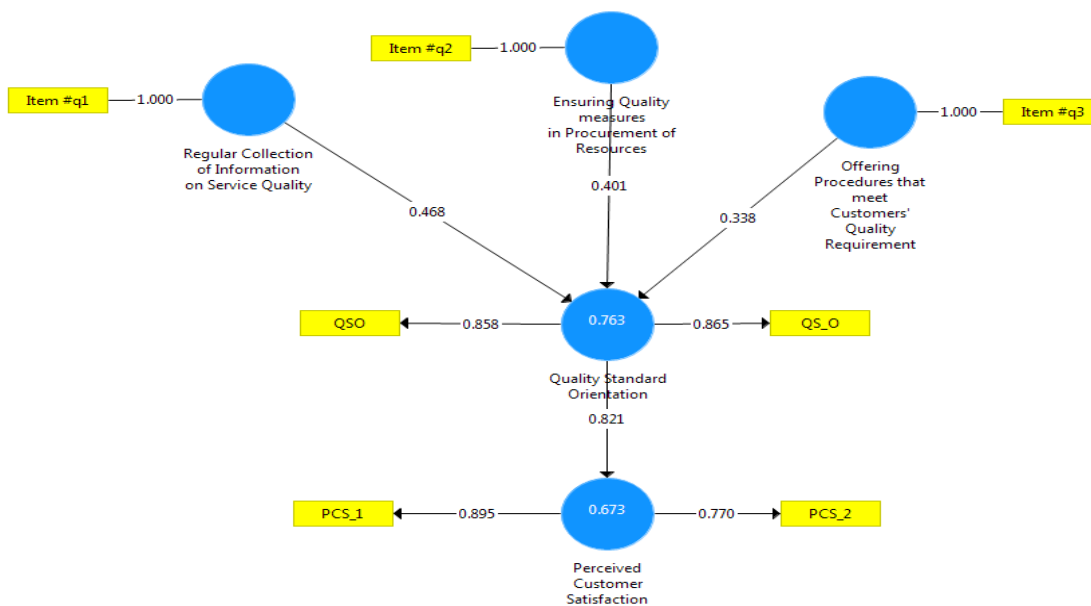 Item #q2
1.000
Item #q1
1.000
Ensuring Quality
measures
in Procurement of
Resources
1.000
Item #q3
Regular Collection
of Information
on Service Quality
Offering
Procedures that
meet
Customers'
Quality
Requirement
0.468
0.401
0.338
QSO
0.858
0.763
0.865
QS_O
Quality Standard
Orientation
0.821
PCS_1
0.895
0.673
0.770
PCS_2
Perceived
Customer
Satisfaction